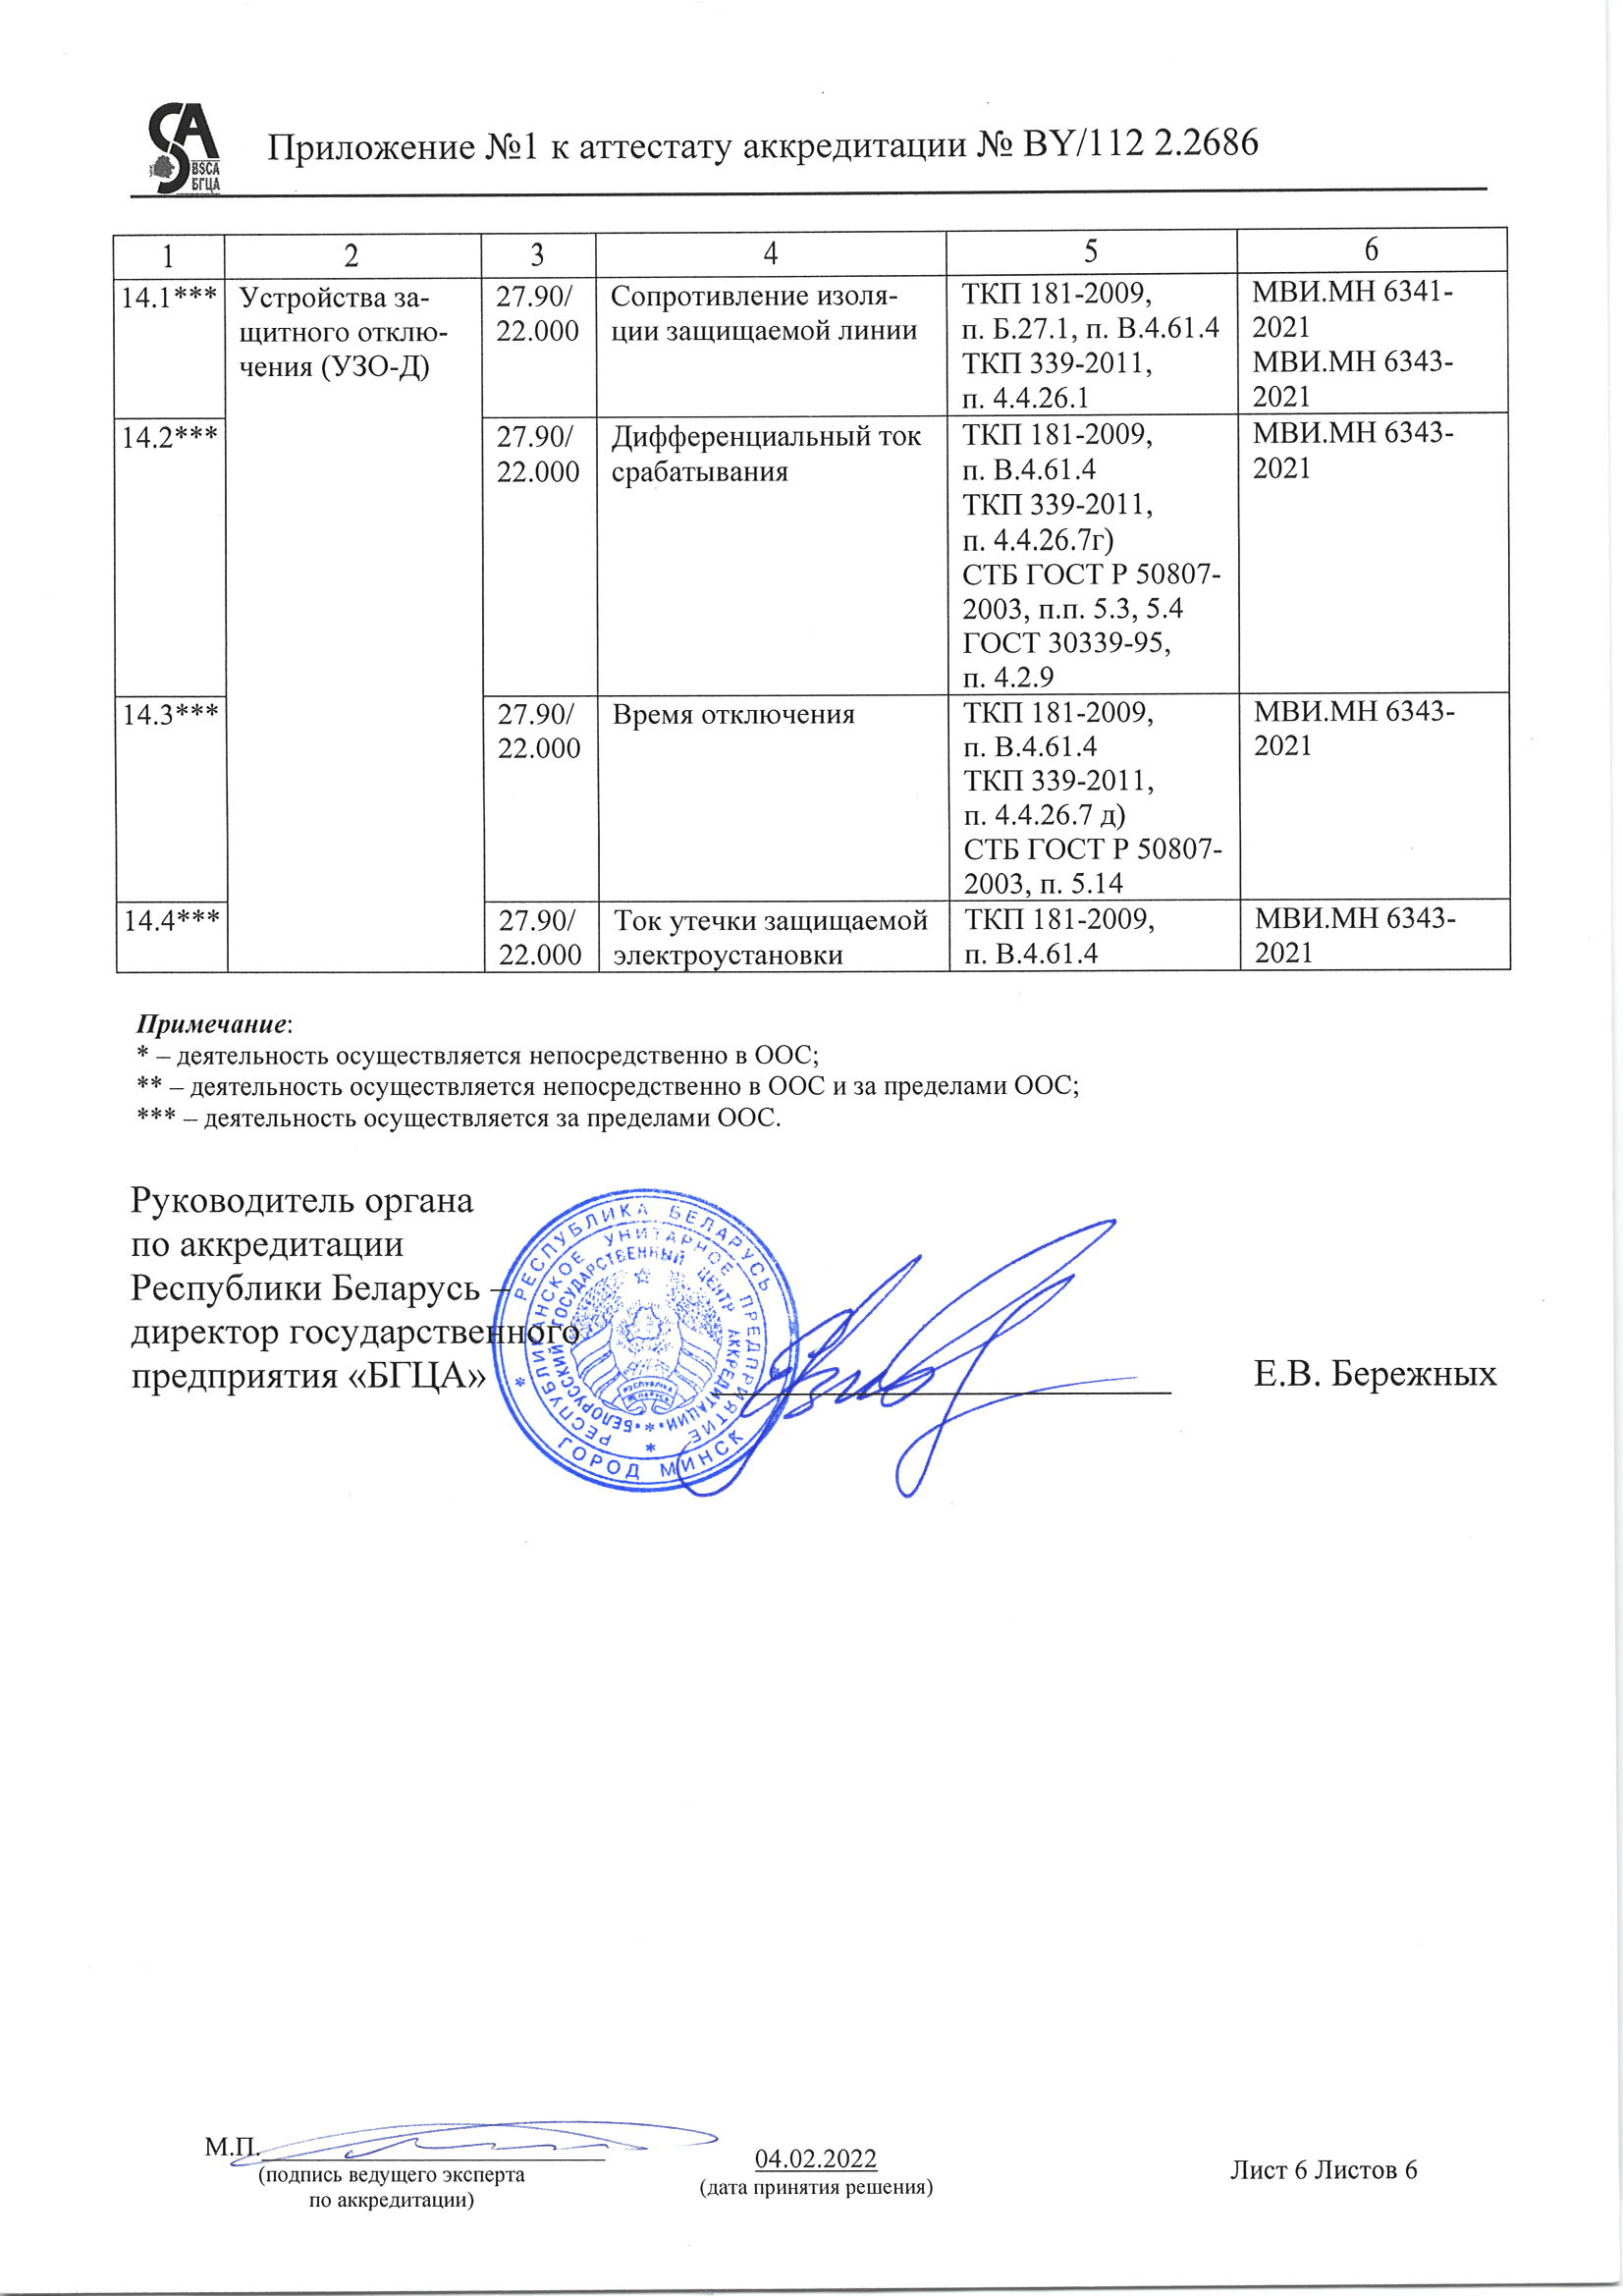 BSCA
БГЦА
Приложение №1 к аттестату аккредитации № BY/112 2.2686
1 2 3 4 5 6
14.1***
Устройства за-
щитного отклю-
чения (УЗО-Д)
27.90/
22.000
Сопротивление изоля-
ции защищаемой линии
ТКП 181-2009,
п. Б.27.1, п. В.4.61.4
ТКП 339-2011,
п. 4.4.26.1
МВИ.МН 6341-
2021
МВИ.МН 6343-
2021
14.2***
27.90/
22.000
Дифференциальный ток
срабатывания
ТКП 181-2009,
п. В.4.61.4
ТКП 339-2011,
п. 4.4.26.7г)
СТБ ГОСТ Р 50807-
2003, п.п. 5.3, 5.4
ГОСТ 30339-95,
п. 4.2.9
МВИ.МН 6343-
2021
14.3***
27.90/
22.000
Время отключения
ТКП 181-2009,
п. В.4.61.4
ТКП 339-2011,
п. 4.4.26.7 д)
СТБ ГОСТ Р 50807-
2003, п. 5.14
МВИ.МН 6343-
2021
14.4***
27.90/
22.000
Ток утечки защищаемой
электроустановки
ТКП 181-2009,
п. В.4.61.4
МВИ.МН 6343-
2021
Примечание:
* – деятельность осуществляется непосредственно в ООС;
** – деятельность осуществляется непосредственно в ООС и за пределами ООС;
*** – деятельность осуществляется за пределами ООС.
Руководитель органа
по аккредитации
Республики Беларусь –
директор государственного
предприятия «БГЦА»
Е.В. Бережных
РЕСПУБЛИКА БЕЛАРУСЬ
* ГОРОД МИНСК *
РЕСПУБЛИКАНСКОЕ УНИТАРНОЕ ПРЕДПРИЯТИЕ *
БЕЛОРУССКИЙ ГОСУДАРСТВЕННЫЙ ЦЕНТР АККРЕДИТАЦИИ
М.П.
(подпись ведущего эксперта
по аккредитации)
04.02.2022
(дата принятия решения)
Лист 6 Листов 6